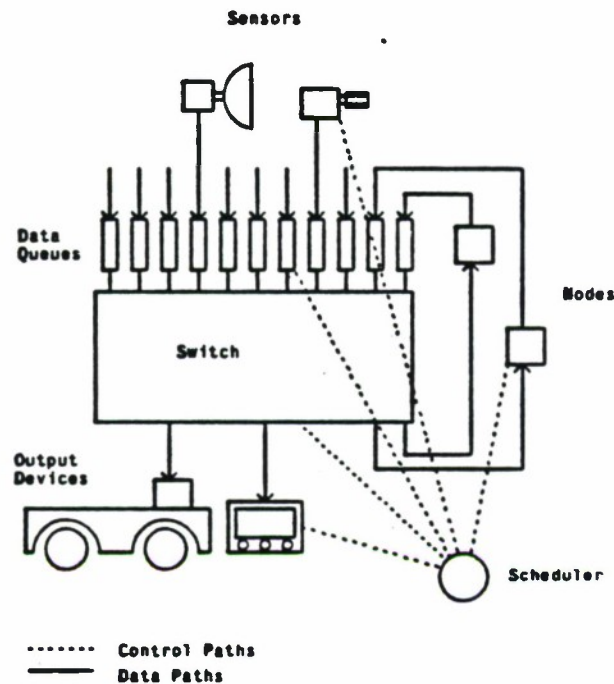 Sensors
Data
Queues
Nodes
Switch
Output
Devices
Scheduler
Control Paths
Data Paths